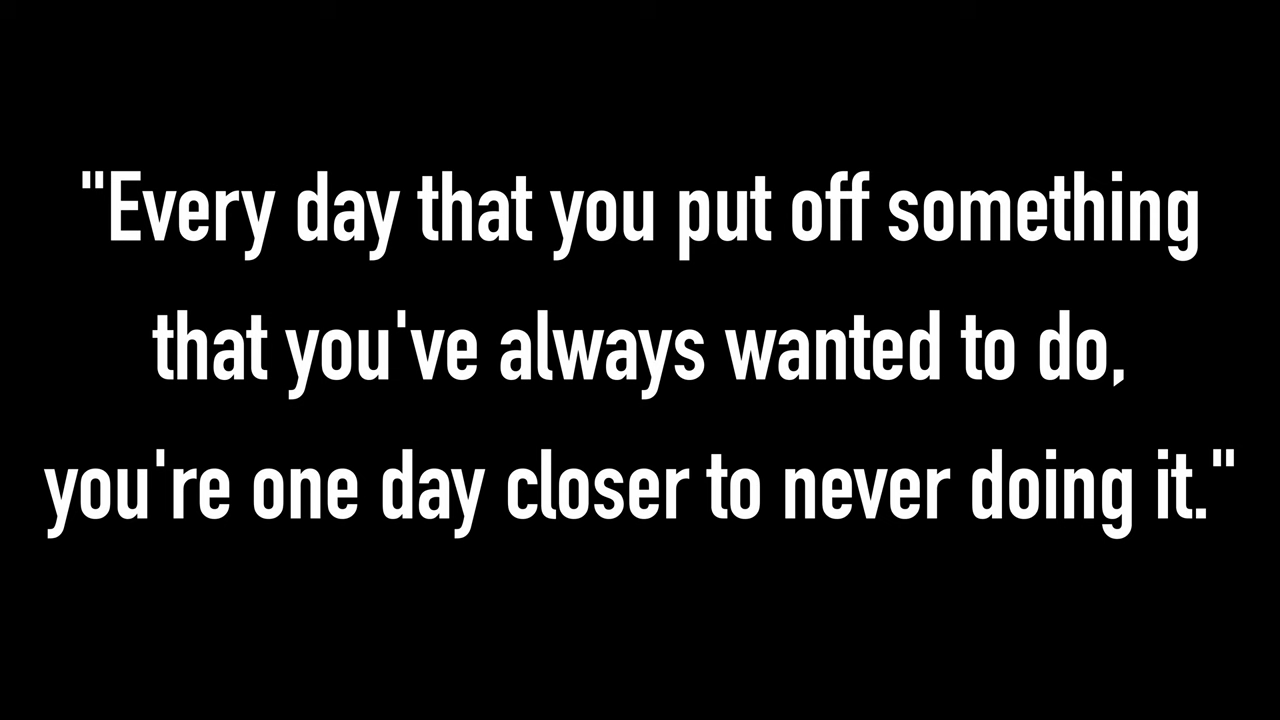 "Every day that you put off something
that you've always wanted to do,
you're one day closer to never doing it."